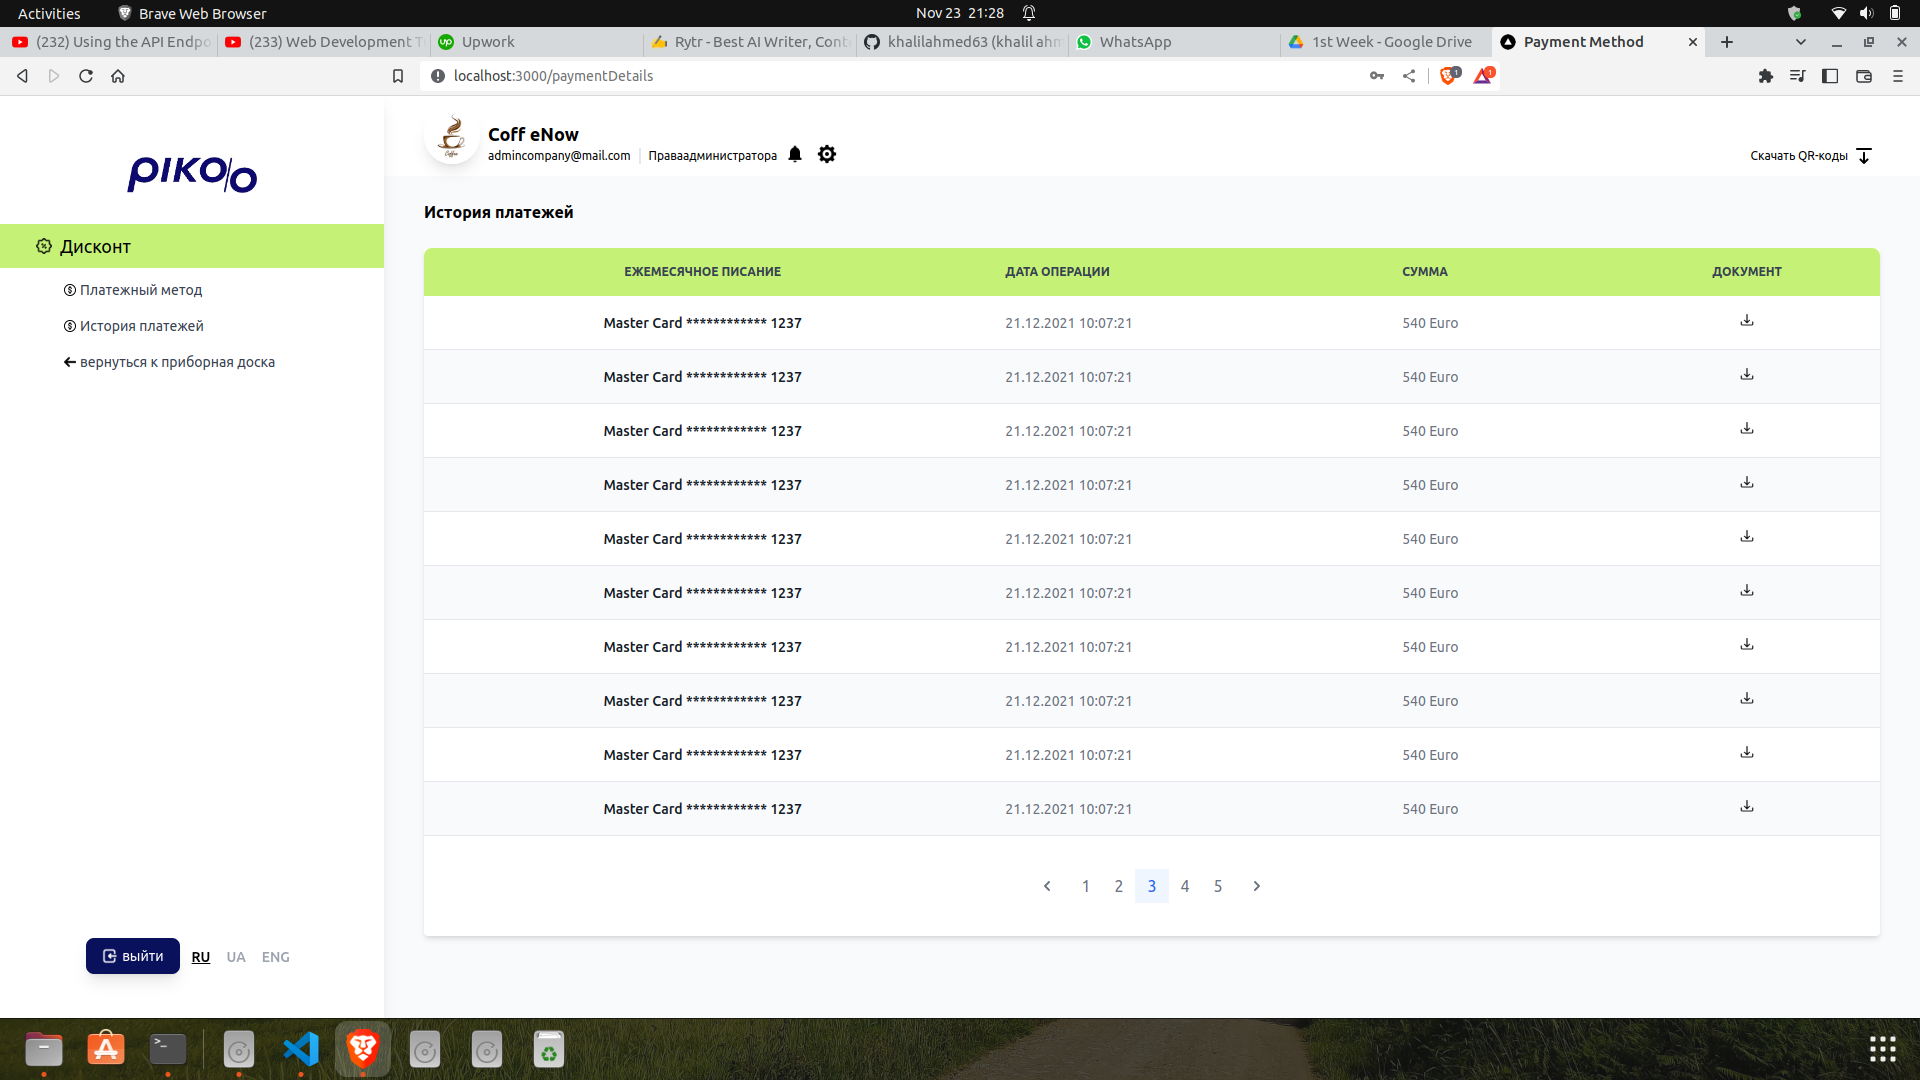 Activities
Brave Web Browser
Nov 23 21:28
(232) Using the API Endpo
(233) Web Development T
Upwork
Rytr - Best AI Writer, Conte
khalilahmed63 (khalil ahm
WhatsApp
1st Week - Google Drive
Payment Method
localhost:3000/paymentDetails
1
1
Coff eNow
admincompany@mail.com
Праваадминистратора
Скачать QR-коды
piko/o
Дисконт
Платежный метод
История платежей
вернуться к приборная доска
История платежей
ЕЖЕМЕСЯЧНОЕ ПИСАНИЕ ДАТА ОПЕРАЦИИ СУММА ДОКУМЕНТ
Master Card ************ 1237 21.12.2021 10:07:21 540 Euro
Master Card ************ 1237 21.12.2021 10:07:21 540 Euro
Master Card ************ 1237 21.12.2021 10:07:21 540 Euro
Master Card ************ 1237 21.12.2021 10:07:21 540 Euro
Master Card ************ 1237 21.12.2021 10:07:21 540 Euro
Master Card ************ 1237 21.12.2021 10:07:21 540 Euro
Master Card ************ 1237 21.12.2021 10:07:21 540 Euro
Master Card ************ 1237 21.12.2021 10:07:21 540 Euro
Master Card ************ 1237 21.12.2021 10:07:21 540 Euro
Master Card ************ 1237 21.12.2021 10:07:21 540 Euro
1 2 3 4 5
выйти
RU UA ENG